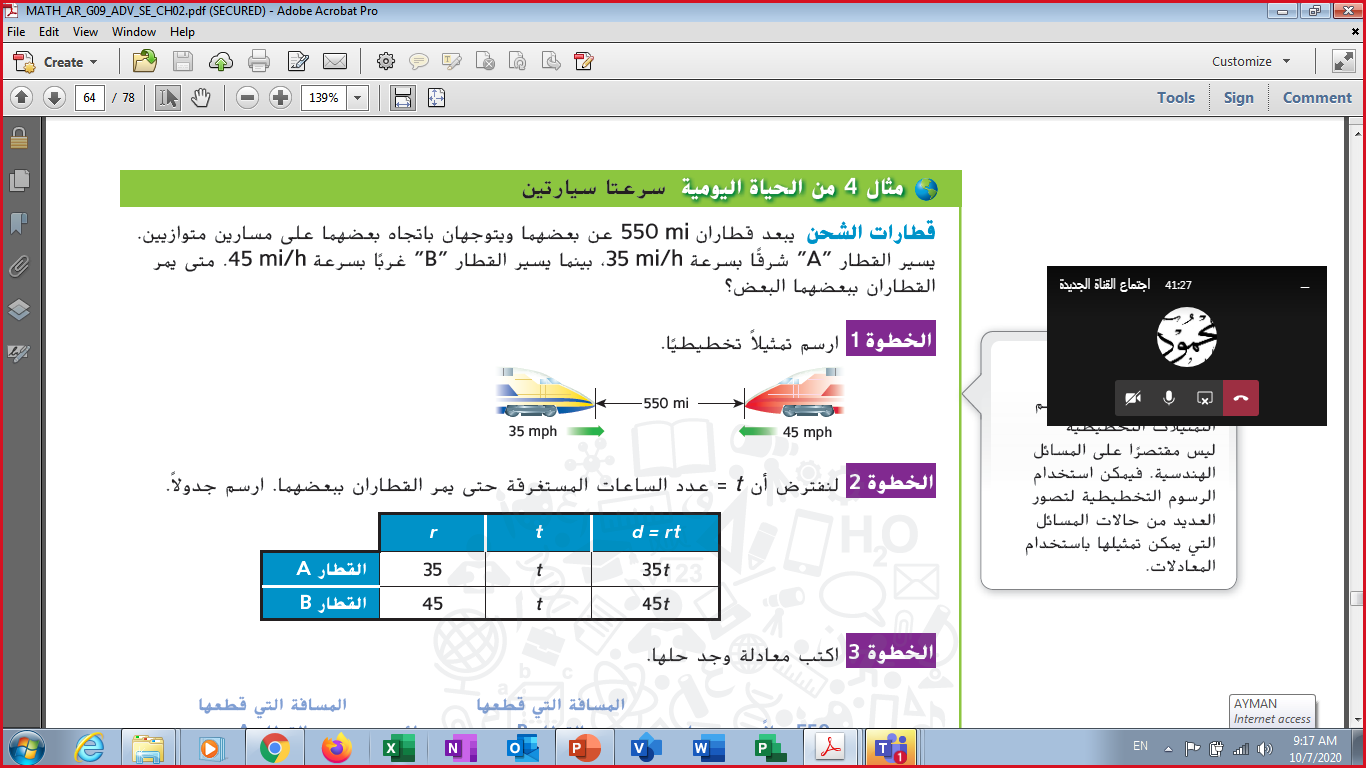 MATH_AR_G09_ADV_SE_CH02.pdf (SECURED) - Adobe Acrobat Pro
File Edit View Window Help
Create
Customize
64 / 78
139%
Tools Sign Comment
مثال 4 من الحياة اليومية سرعتا سيارتين
قطارات الشحن يبعد قطاران 550 mi عن بعضهما ويتوجهان باتجاه بعضهما على مسارين متوازيين.
يسير القطار "A" شرقًا بسرعة 35 mi/h، بينما يسير القطار "B" غربًا بسرعة 45 mi/h. متى يمر
القطاران ببعضهما البعض؟
الخطوة 1 ارسم تمثيلاً تخطيطيًا.
550 mi
35 mph
45 mph
الخطوة 2 لنفترض أن t = عدد الساعات المستغرقة حتى يمر القطاران ببعضهما. ارسم جدولاً.
r t d = rt
القطار A 35 t 35t
القطار B 45 t 45t
الخطوة 3 اكتب معادلة وجد حلها.
المسافة التي قطعها
المسافة التي قطعها
اجتماع القناة الجديدة 41:27
محمود
التمثيلات التخطيطية
ليس مقتصرًا على المسائل
الهندسية. فيمكن استخدام
الرسوم التخطيطية لتصور
العديد من حالات المسائل
التي يمكن تمثيلها باستخدام
المعادلات.
H2O
123
AYMAN
Internet access
EN
9:17 AM
10/7/2020